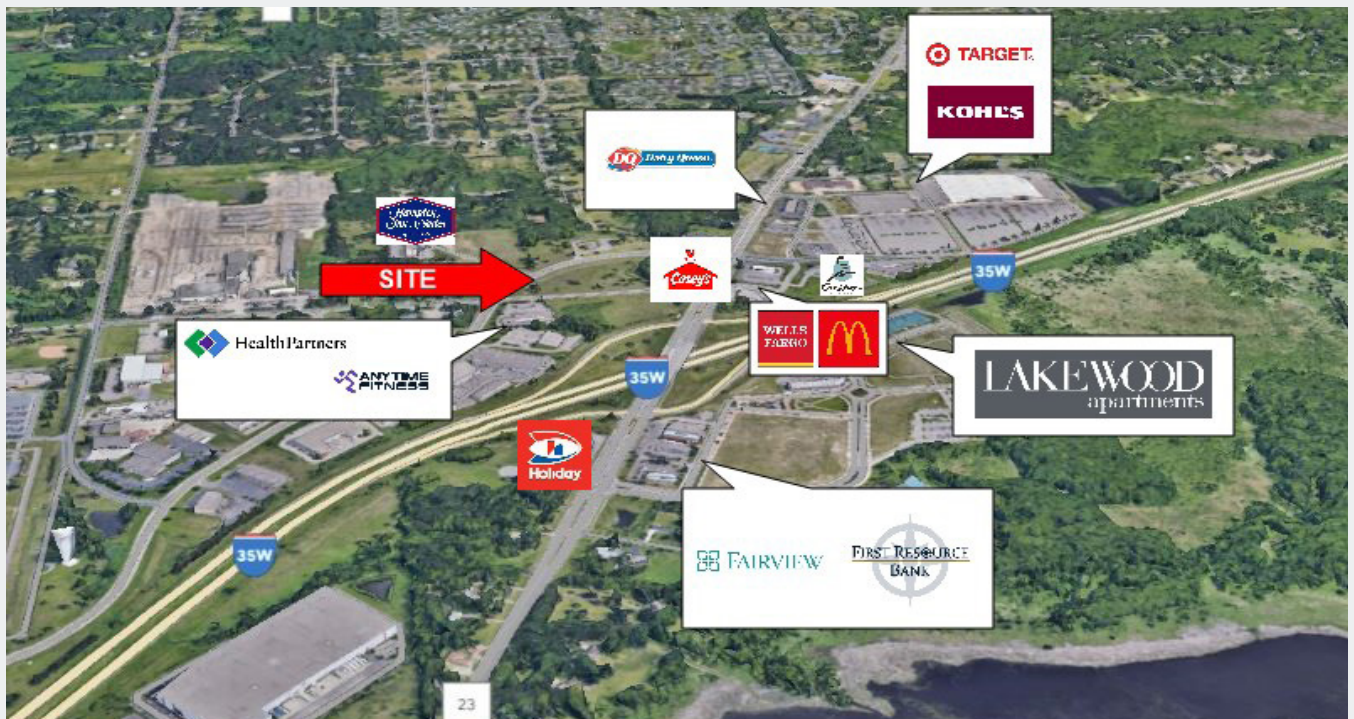 TARGET.
KOHL'S
DQ Dairy Queen
Hampton
SITE
Casey's
35W
WELLS
FARGO
HealthPartners
ANYTIME
FITNESS
35W
LAKEWOOD
apartments
Holiday
FAIRVIEW
FIRST RESOURCE
BANK
35W
23